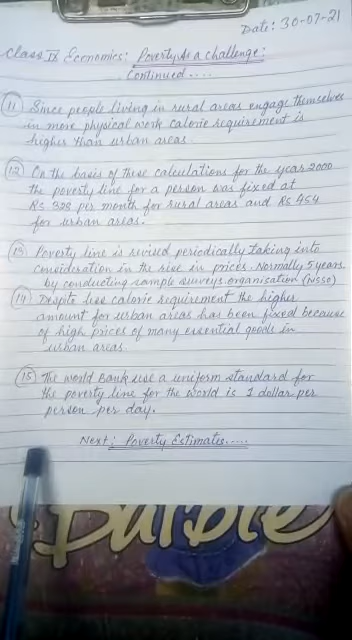 Date: 30-07-21
Class IX Economics: Poverty As a challenge:
Continued....
(11) Since people living in rural areas engage themselves
in more physical work calorie requirement is
higher than urban areas.
(12) On the basis of these calculations for the year 2000
the poverty line for a person was fixed at
Rs. 328 per month for rural areas and Rs 454
for urban areas.
(13) Poverty line is revised periodically taking into
consideration in the rise in prices. Normally 5 years
by conducting sample surveys organisation (NSSO)
(14) Despite less calorie requirement the higher
amount for urban areas has been fixed because
of high prices of many essential goods in
urban areas
(15) The world Bank use a uniform standard for
the poverty line for the world is 1 dollar per
person per day.
Next: Poverty Estimates.....
Barbie